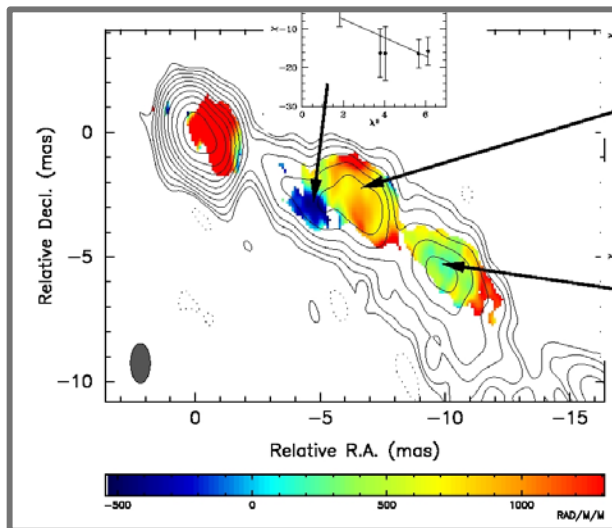 χ -10
-20
-30
0 2 4 6
λ²
0
-5
-10
Relative Decl. (mas)
0 -5 -10 -15
Relative R.A. (mas)
-500 0 500 1000
RAD/M/M